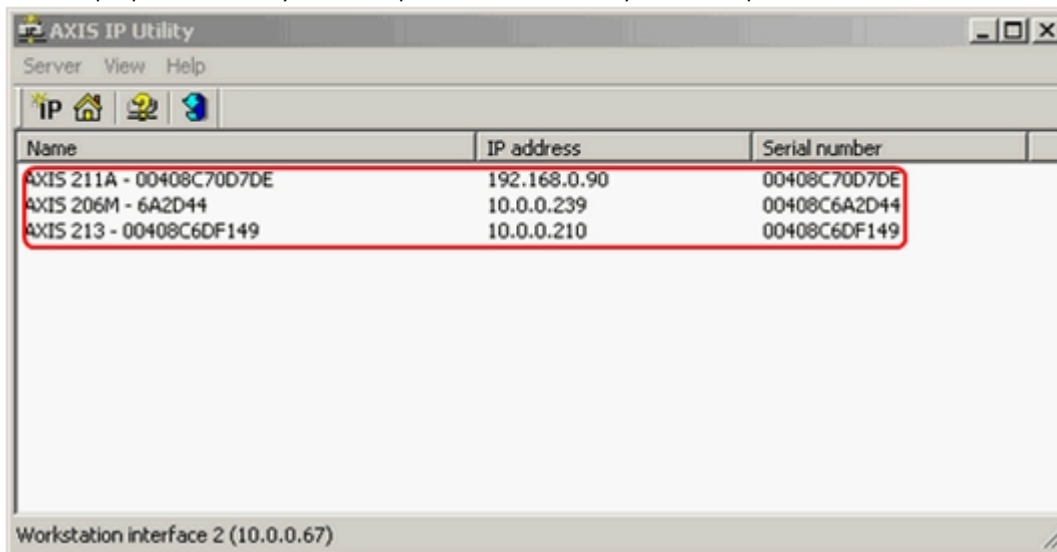 AXIS IP Utility
Server View Help
IP
Name IP address Serial number
AXIS 211A - 00408C70D7DE 192.168.0.90 00408C70D7DE
AXIS 206M - 6A2D44 10.0.0.239 00408C6A2D44
AXIS 213 - 00408C6DF149 10.0.0.210 00408C6DF149
Workstation interface 2 (10.0.0.67)